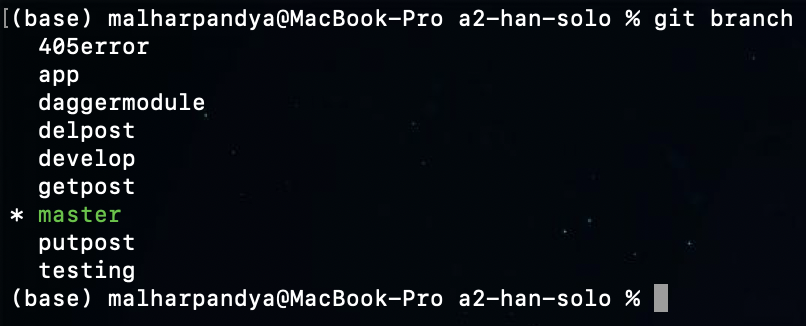 (base) malharpandya@MacBook-Pro a2-han-solo % git branch
405error
app
daggermodule
delpost
develop
getpost
* master
putpost
testing
(base) malharpandya@MacBook-Pro a2-han-solo %